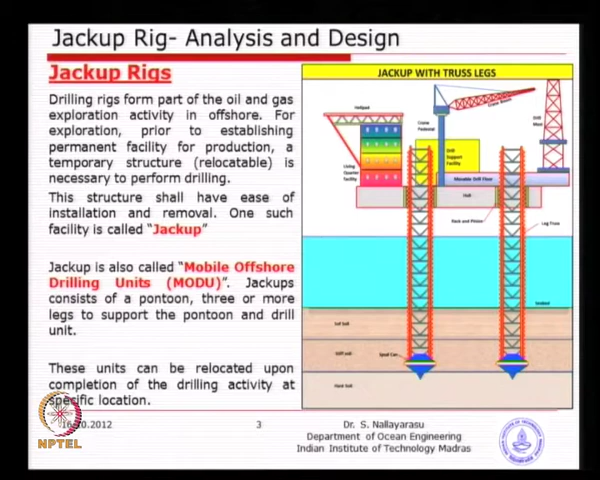 Jackup Rig- Analysis and Design
Jackup Rigs
Drilling rigs form part of the oil and gas
exploration activity in offshore. For
exploration, prior to establishing
permanent facility for production, a
temporary structure (relocatable) is
necessary to perform drilling.
This structure shall have ease of
installation and removal. One such
facility is called “Jackup”
Jackup is also called “Mobile Offshore
Drilling Units (MODU)”. Jackups
consists of a pontoon, three or more
legs to support the pontoon and drill
unit.
These units can be relocated upon
completion of the drilling activity at
specific location.
JACKUP WITH TRUSS LEGS
Helipad
Crane Boom
Crane
Pedestal
Drill
Mast
Drill
Support
Facility
Living
Quarter
Facility
Movable Drill Floor
Hull
Rack and Pinion
Leg Truss
Seabed
Soft Soil
Stiff soil
Spud Can
Hard Soil
.10.2012
3
Dr. S. Nallayarasu
Department of Ocean Engineering
Indian Institute of Technology Madras
NPTEL